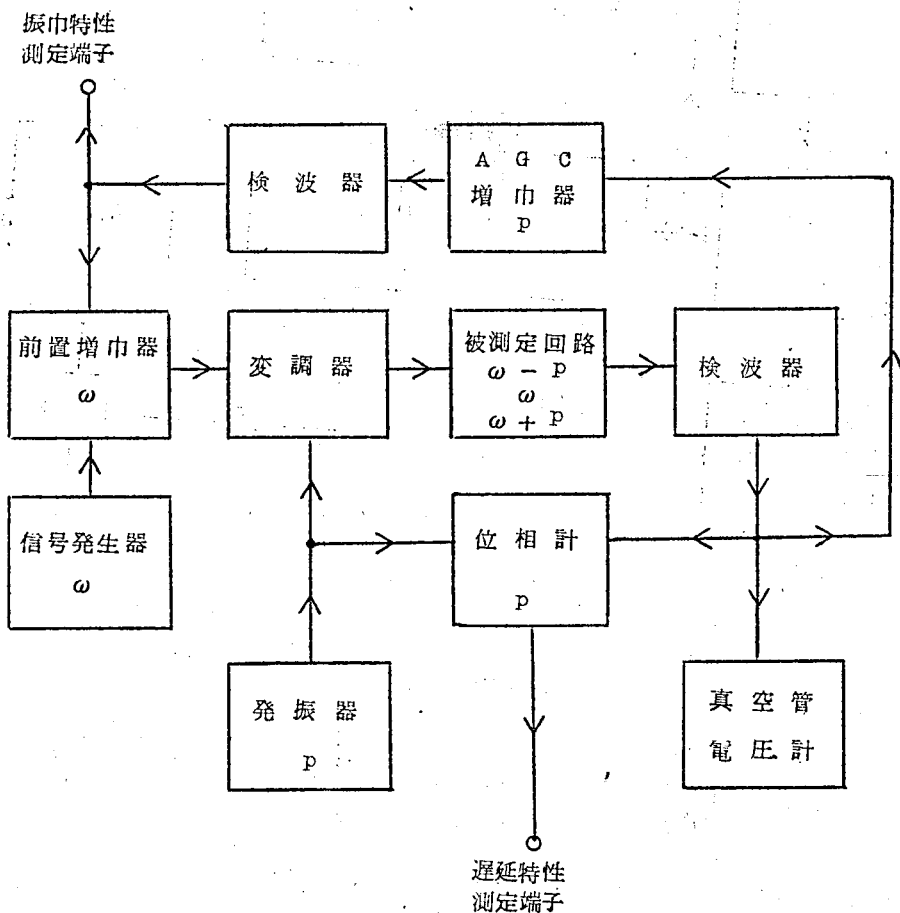 振巾特性
測定端子
検波器
A G C
増巾器
p
前置増巾器
ω
変調器
被測定回路
ω - p
ω
ω + p
検波器
信号発生器
ω
位相計
p
発振器
p
真空管
電圧計
遅延特性
測定端子